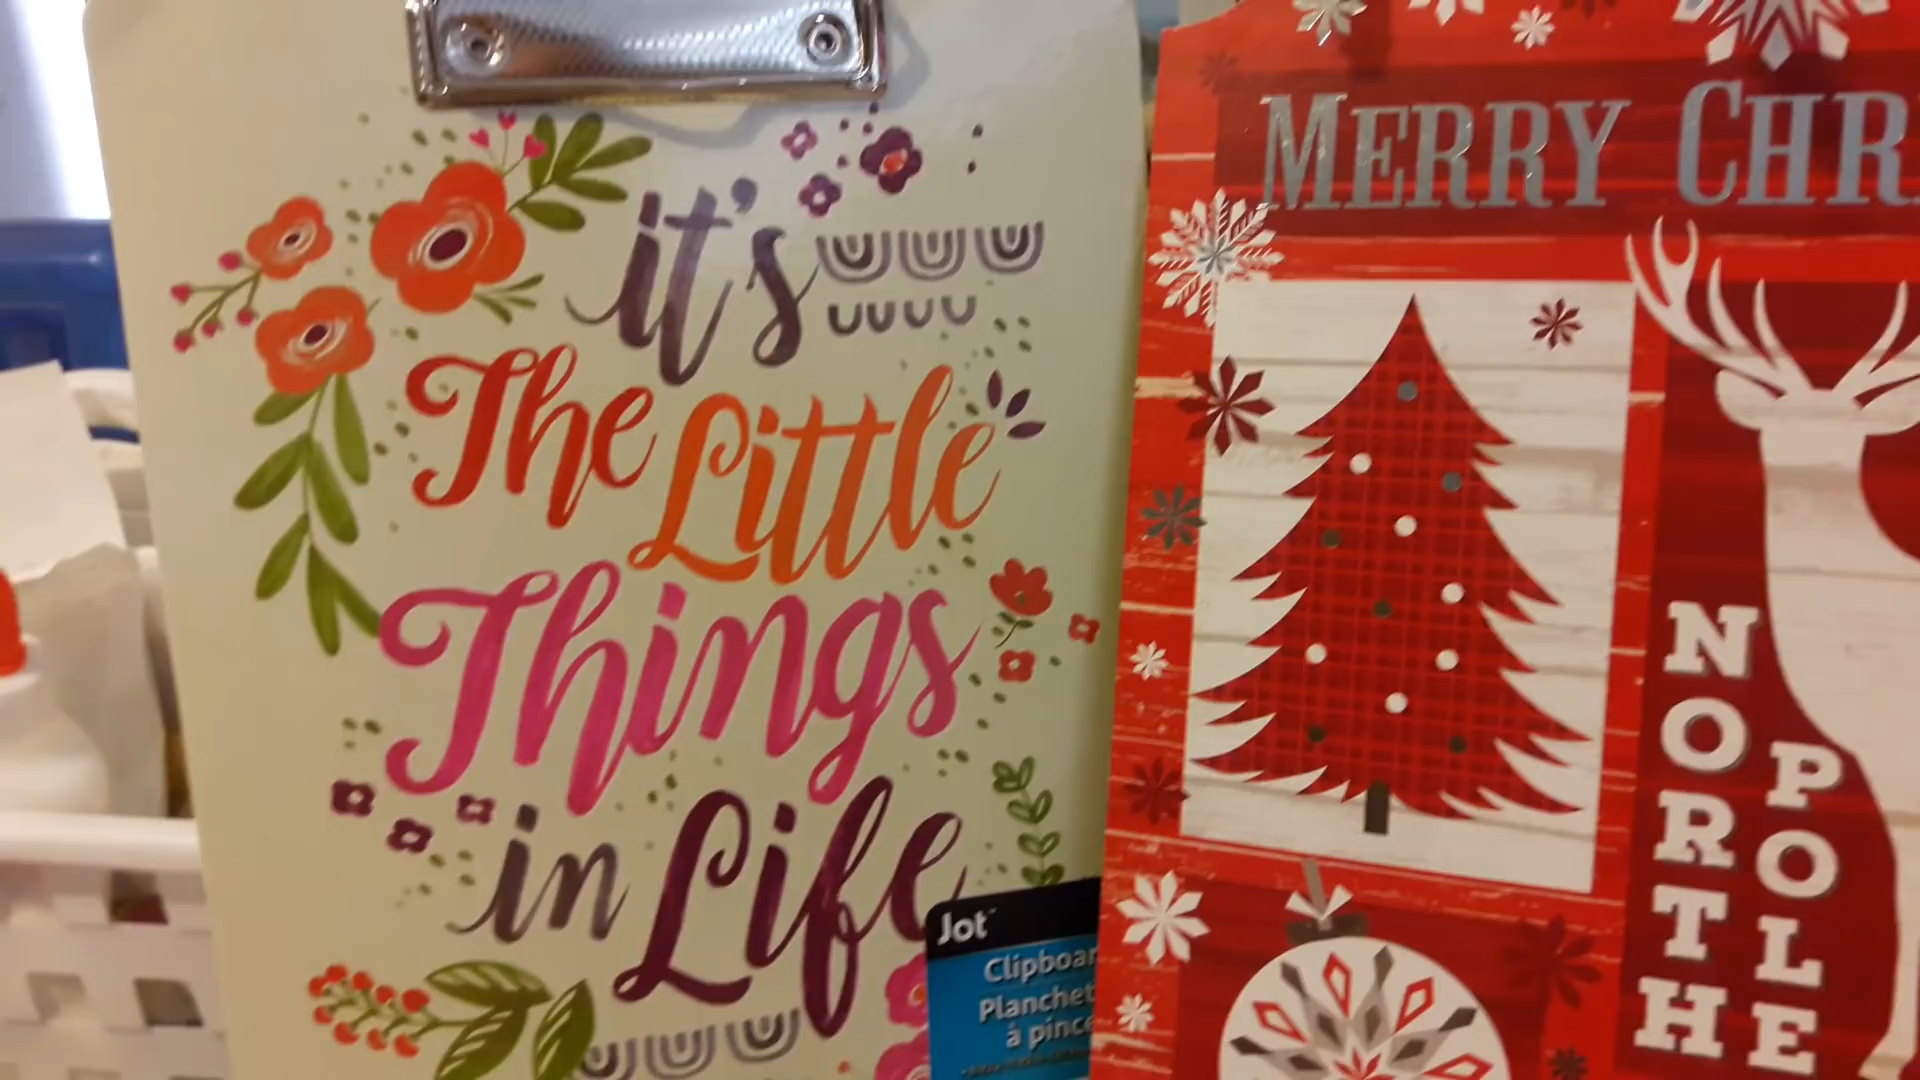 it's
The Little
Things
in Life
Jot
Clipboar
Planchet
à pince
MERRY CHR
NORTH
POLE